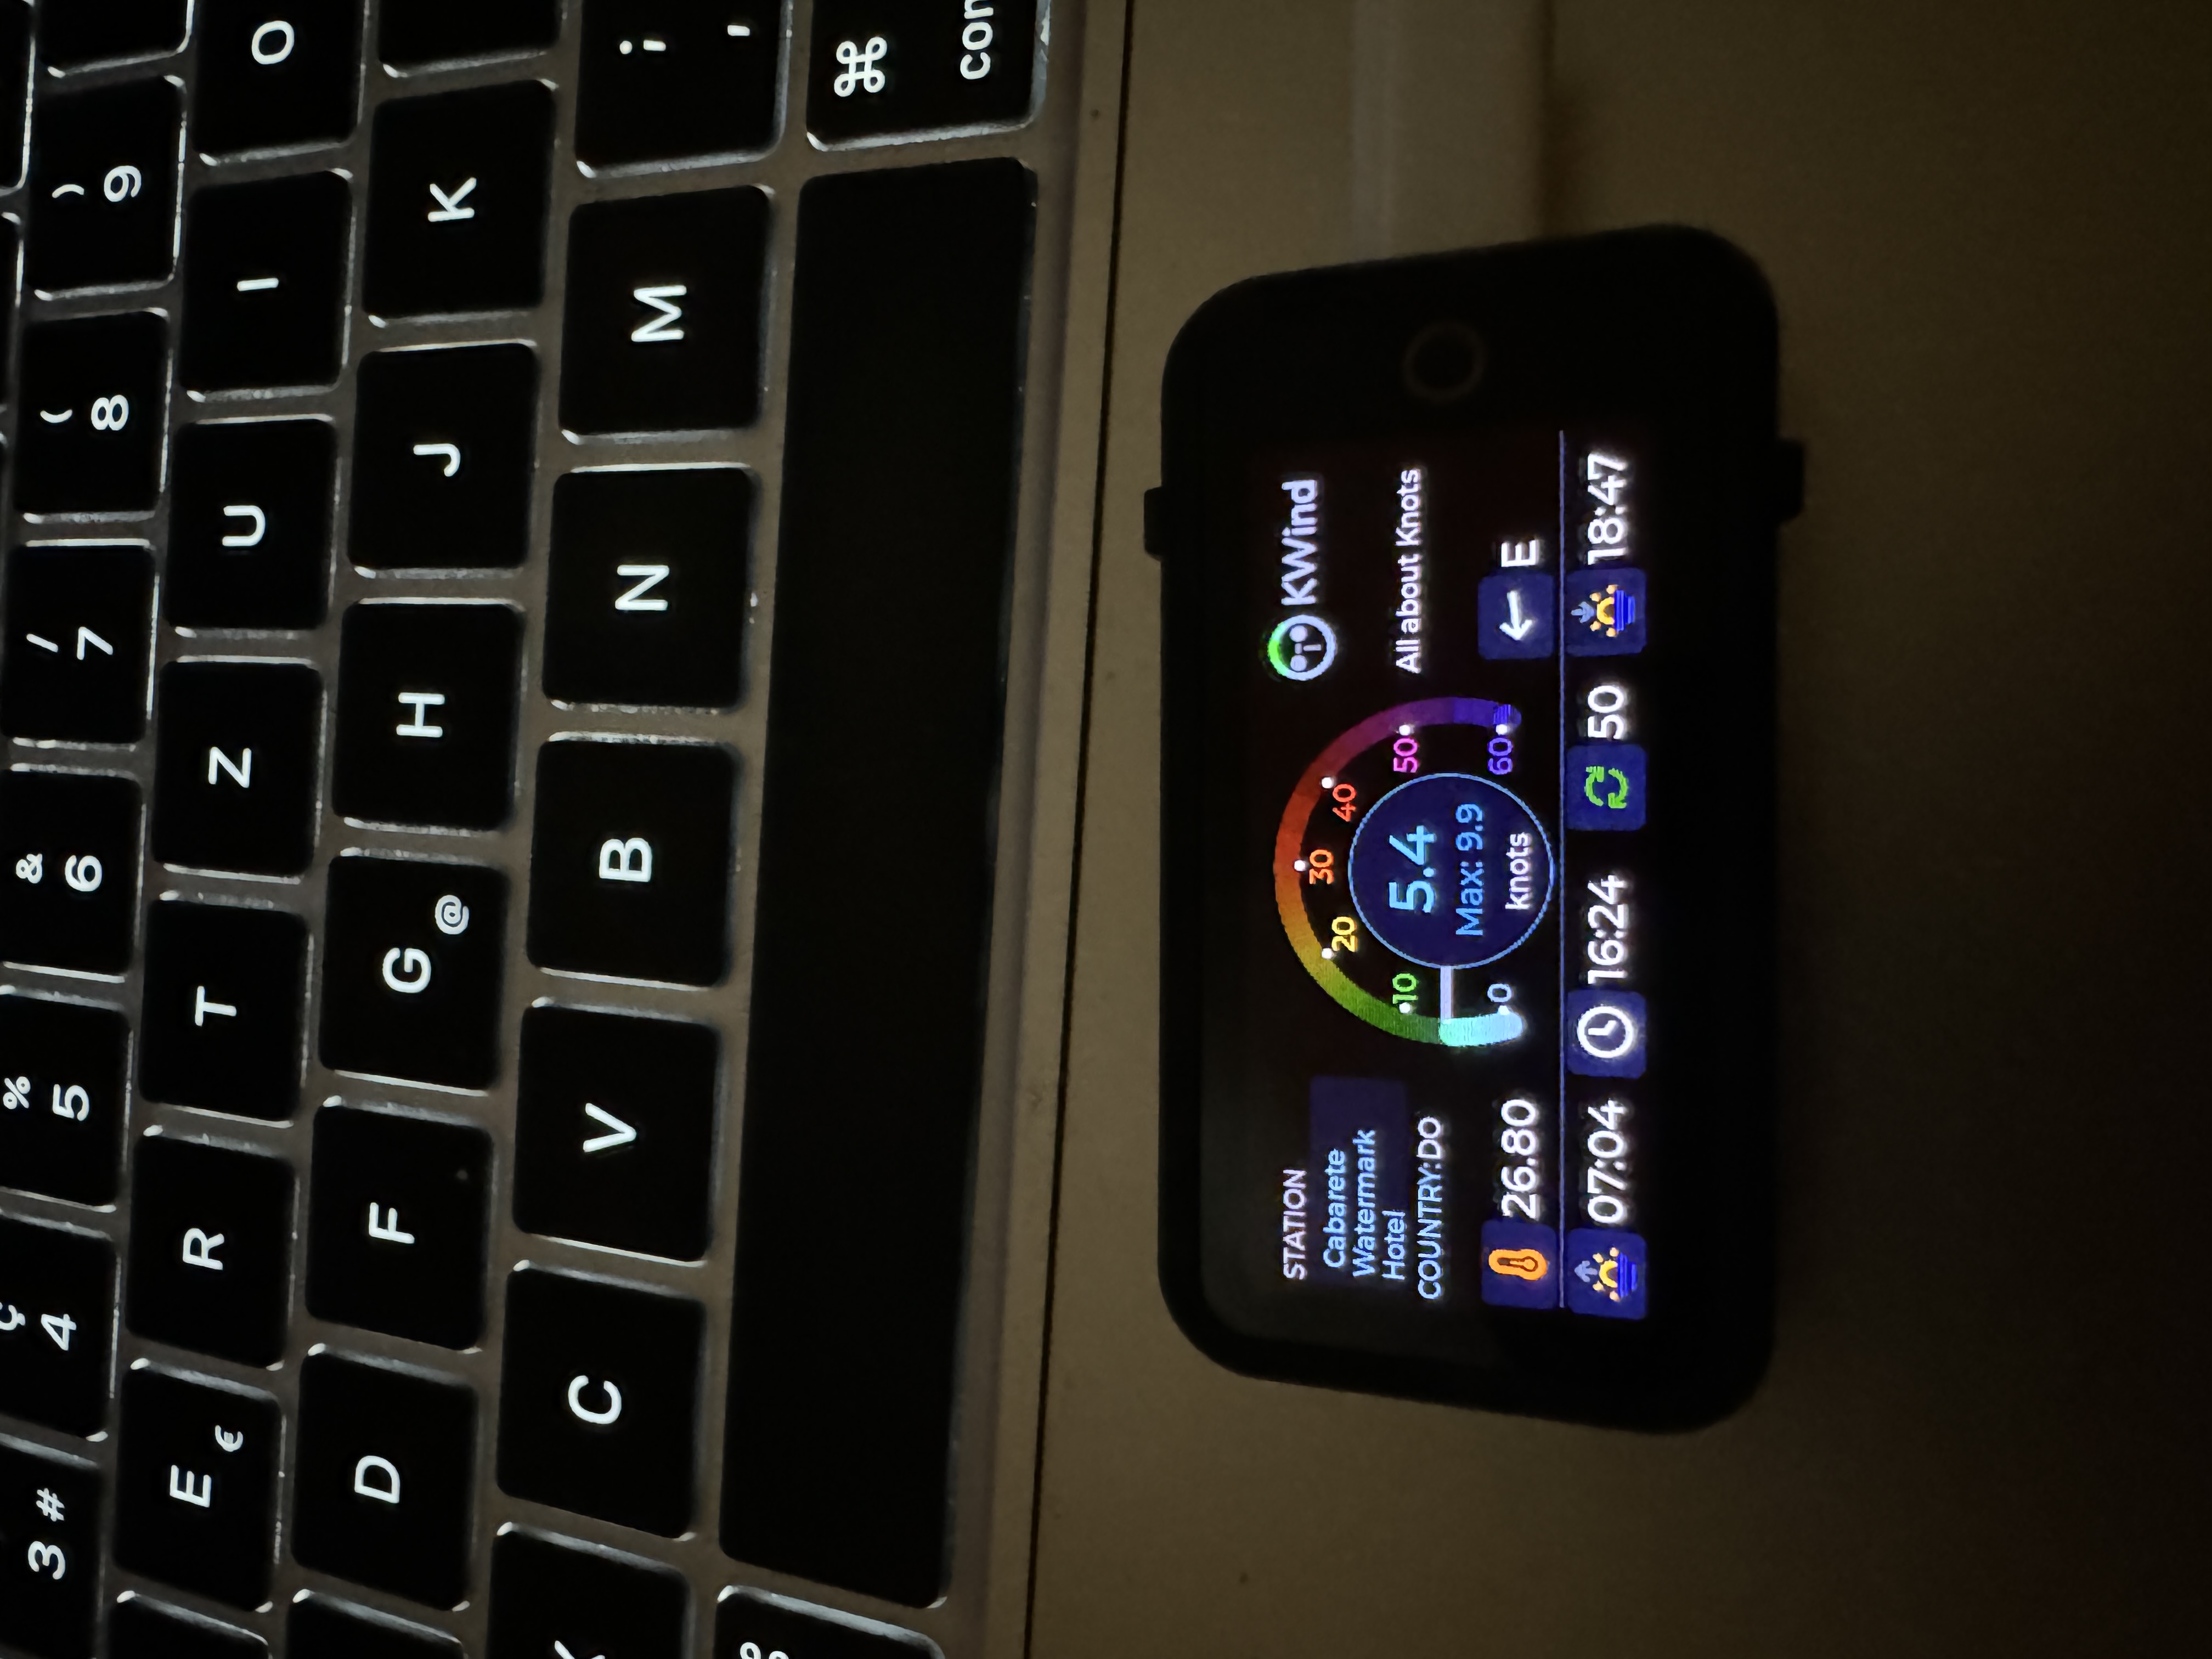 3 #
ç 4
% 5
& 6
/ 7
( 8
) 9
E €
R
T
Z
U
I
O
D
F
G @
H
J
K
C
V
B
N
M
; ,
⌘
STATION
Cabarete
Watermark
Hotel
COUNTRY:DO
26.80
0
10
20
30
40
50
60
5.4
Max: 9.9
knots
KWind
All about Knots
← E
07:04
16:24
50
18:47